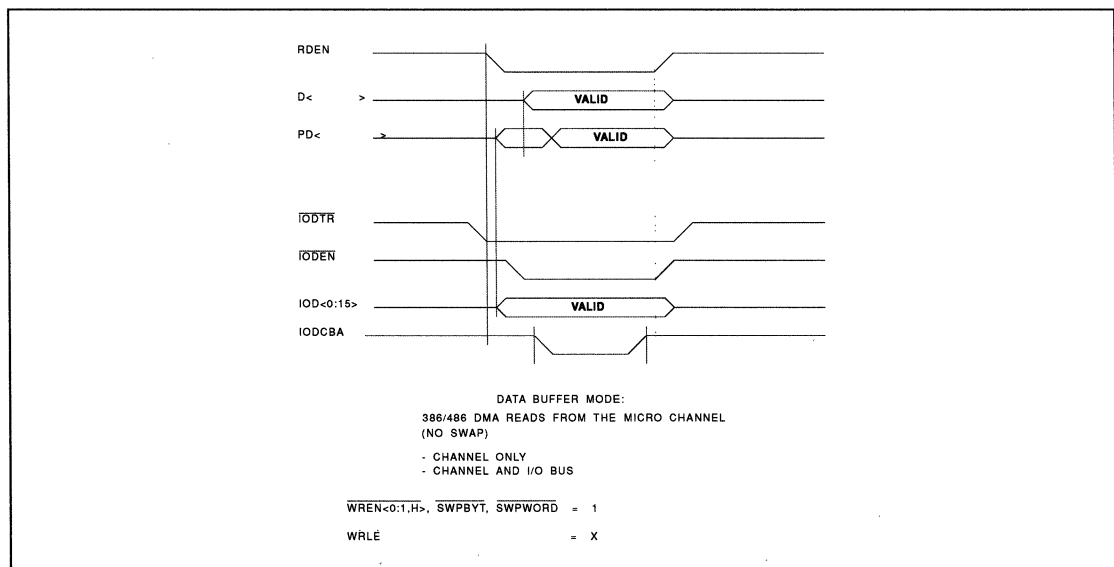 RDEN
D< >
VALID
PD< >
VALID
IODTR
IODEN
IOD<0:15>
VALID
IODCBA
DATA BUFFER MODE:
386/486 DMA READS FROM THE MICRO CHANNEL
(NO SWAP)
- CHANNEL ONLY
- CHANNEL AND I/O BUS
WREN<0:1,H>, SWPBYT, SWPWORD = 1
WRLE = X